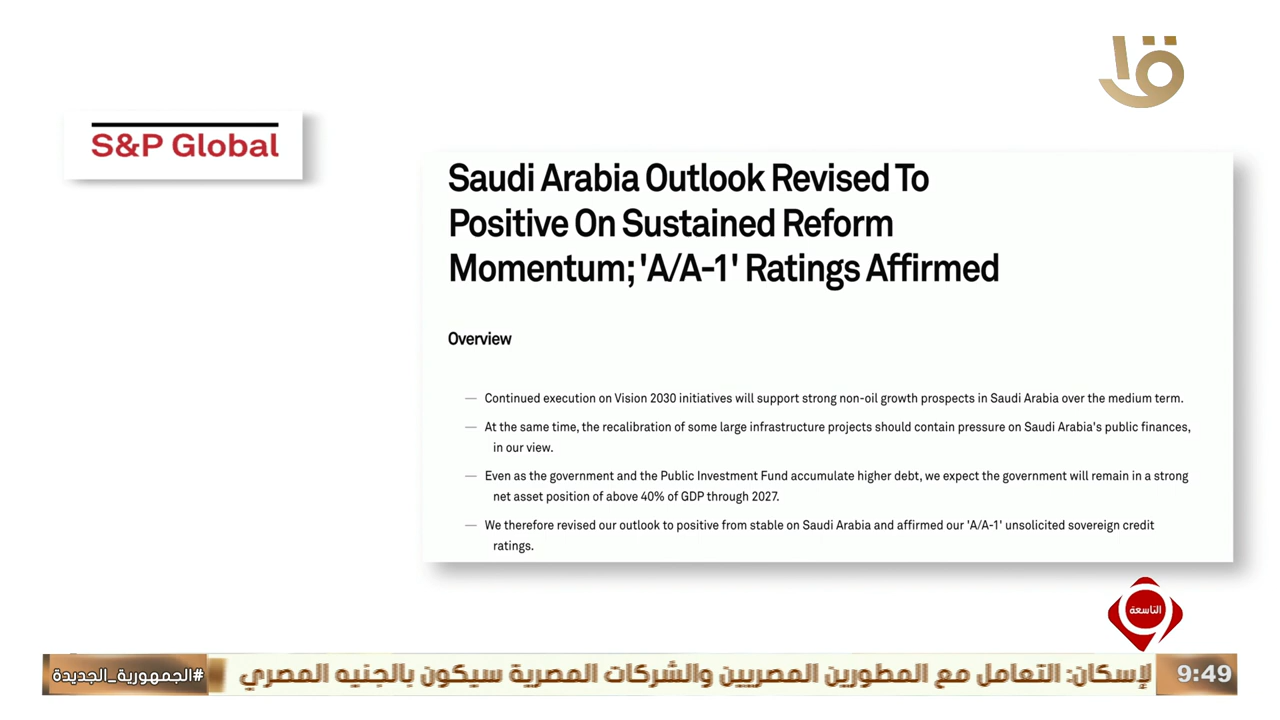 S&P Global
Saudi Arabia Outlook Revised To
Positive On Sustained Reform
Momentum; 'A/A-1' Ratings Affirmed
Overview
— Continued execution on Vision 2030 initiatives will support strong non-oil growth prospects in Saudi Arabia over the medium term.
— At the same time, the recalibration of some large infrastructure projects should contain pressure on Saudi Arabia's public finances,
in our view.
— Even as the government and the Public Investment Fund accumulate higher debt, we expect the government will remain in a strong
net asset position of above 40% of GDP through 2027.
— We therefore revised our outlook to positive from stable on Saudi Arabia and affirmed our 'A/A-1' unsolicited sovereign credit
ratings.
التاسعة
9:49
لإسكان: التعامل مع المطورين المصريين والشركات المصرية سيكون بالجنيه المصري
#الجمهورية_الجديدة